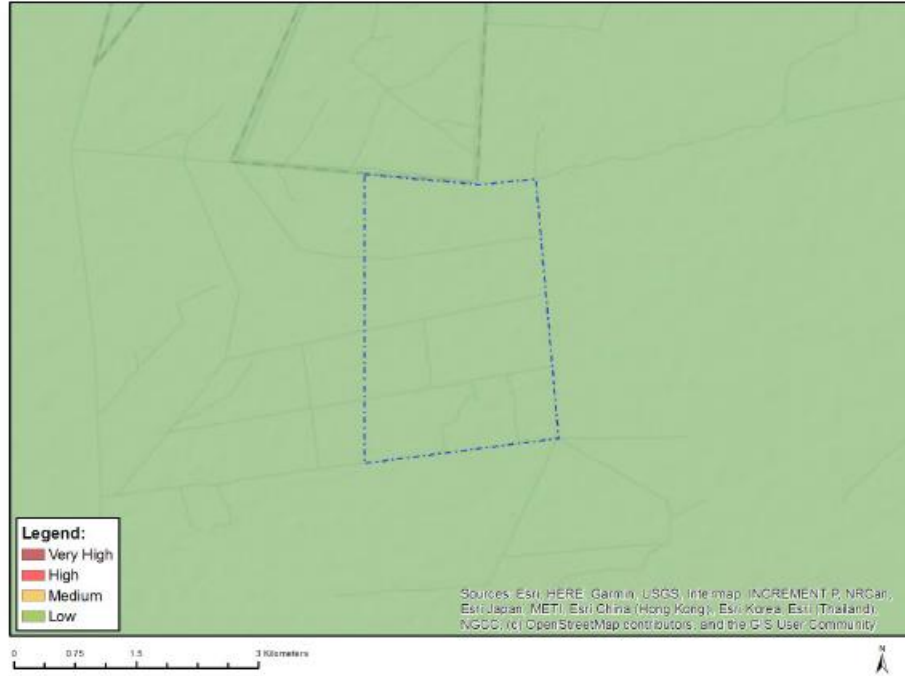 Legend:
Very High
High
Medium
Low
Sources: Esri, HERE, Garmin, USGS, Intermap, INCREMENT P, NRCan,
Esri Japan, METI, Esri China (Hong Kong), Esri Korea, Esri (Thailand),
NGCC, (c) OpenStreetMap contributors, and the GIS User Community
0 0.75 1.5 3 Kilometers
N